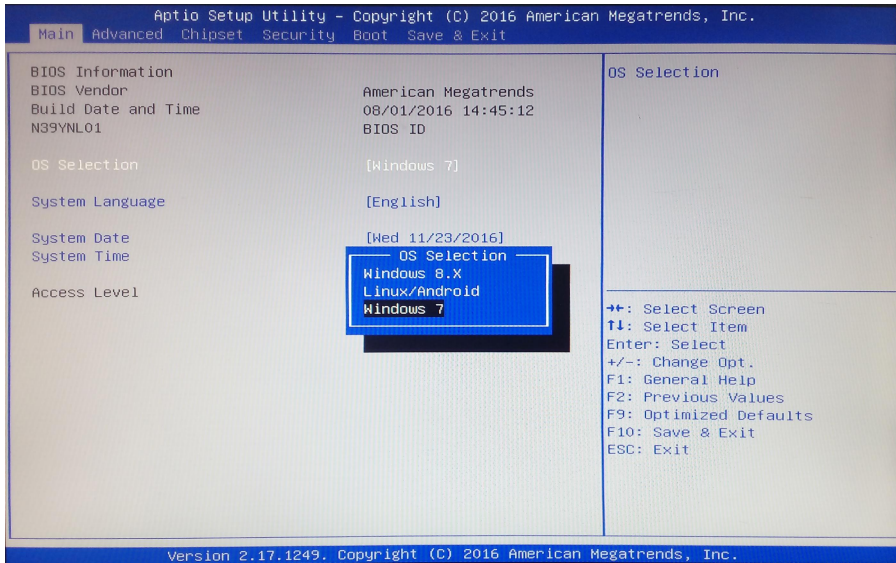 Aptio Setup Utility – Copyright (C) 2016 American Megatrends, Inc.
Main Advanced Chipset Security Boot Save & Exit
BIOS Information
BIOS Vendor American Megatrends
Build Date and Time 08/01/2016 14:45:12
N39YNL01 BIOS ID
OS Selection [Windows 7]
System Language [English]
System Date [Wed 11/23/2016]
System Time
Access Level
OS Selection
Windows 8.X
Linux/Android
Windows 7
OS Selection
→←: Select Screen
↑↓: Select Item
Enter: Select
+/-: Change Opt.
F1: General Help
F2: Previous Values
F9: Optimized Defaults
F10: Save & Exit
ESC: Exit
Version 2.17.1249. Copyright (C) 2016 American Megatrends, Inc.